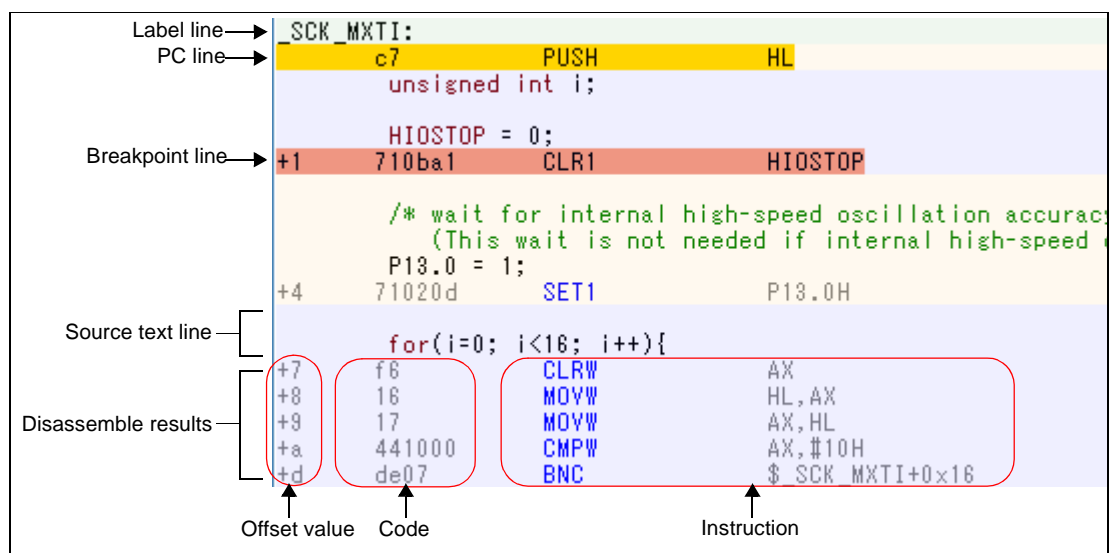 Label line _SCK_MXTI:
PC line c7 PUSH HL
unsigned int i;
HIOSTOP = 0;
Breakpoint line +1 710ba1 CLR1 HIOSTOP
/* wait for internal high-speed oscillation
(This wait is not needed if internal high-speed
P13.0 = 1;
+4 71020d SET1 P13.0H
Source text line
for(i=0; i<16; i++){
+7 f6 CLRW AX
+8 16 MOVW HL,AX
Disassemble results +9 17 MOVW AX,HL
+a 441000 CMPW AX,#10H
+d de07 BNC $_SCK_MXTI+0x16
Offset value Code Instruction